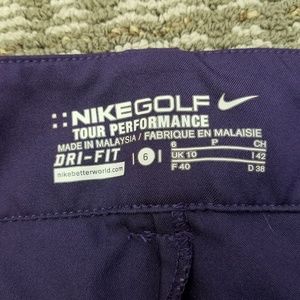 NIKEGOLF
TOUR PERFORMANCE
MADE IN MALAYSIA / FABRIQUE EN MALAISIE
DRI-FIT
nikebetterworld.com
6
6 P CH
UK 10 I 42
F 40 D 38